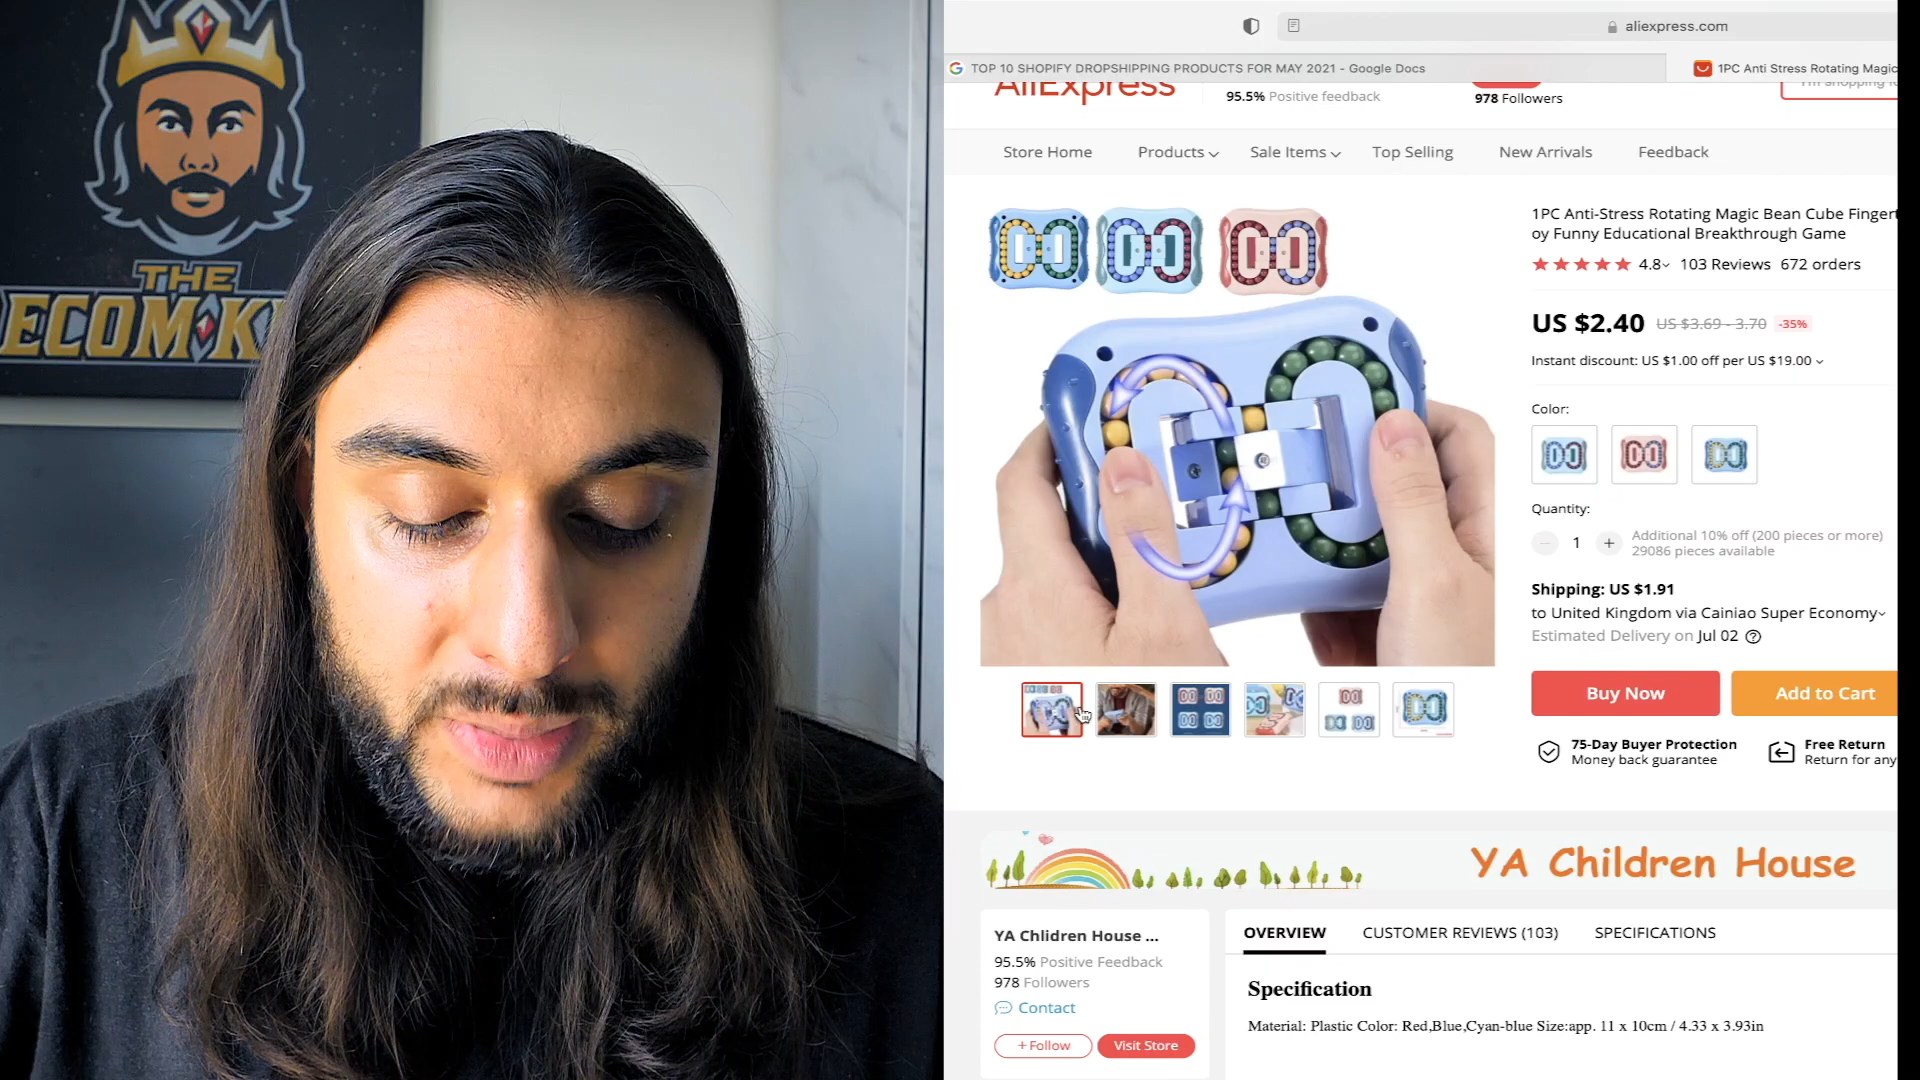 THE
ECOM K
aliexpress.com
TOP 10 SHOPIFY DROPSHIPPING PRODUCTS FOR MAY 2021 - Google Docs
1PC Anti Stress Rotating Magic
AliExpress
95.5% Positive feedback
978 Followers
Store Home
Products
Sale Items
Top Selling
New Arrivals
Feedback
1PC Anti-Stress Rotating Magic Bean Cube Fingert
oy Funny Educational Breakthrough Game
4.8 103 Reviews 672 orders
US $2.40 US $3.69 - 3.70 -35%
Instant discount: US $1.00 off per US $19.00
Color:
Quantity:
1
Additional 10% off (200 pieces or more)
29086 pieces available
Shipping: US $1.91
to United Kingdom via Cainiao Super Economy
Estimated Delivery on Jul 02
Buy Now
Add to Cart
75-Day Buyer Protection
Money back guarantee
Free Return
Return for any
YA Children House
YA Chlidren House ...
95.5% Positive Feedback
978 Followers
Contact
+ Follow
Visit Store
OVERVIEW
CUSTOMER REVIEWS (103)
SPECIFICATIONS
Specification
Material: Plastic Color: Red,Blue,Cyan-blue Size:app. 11 x 10cm / 4.33 x 3.93in